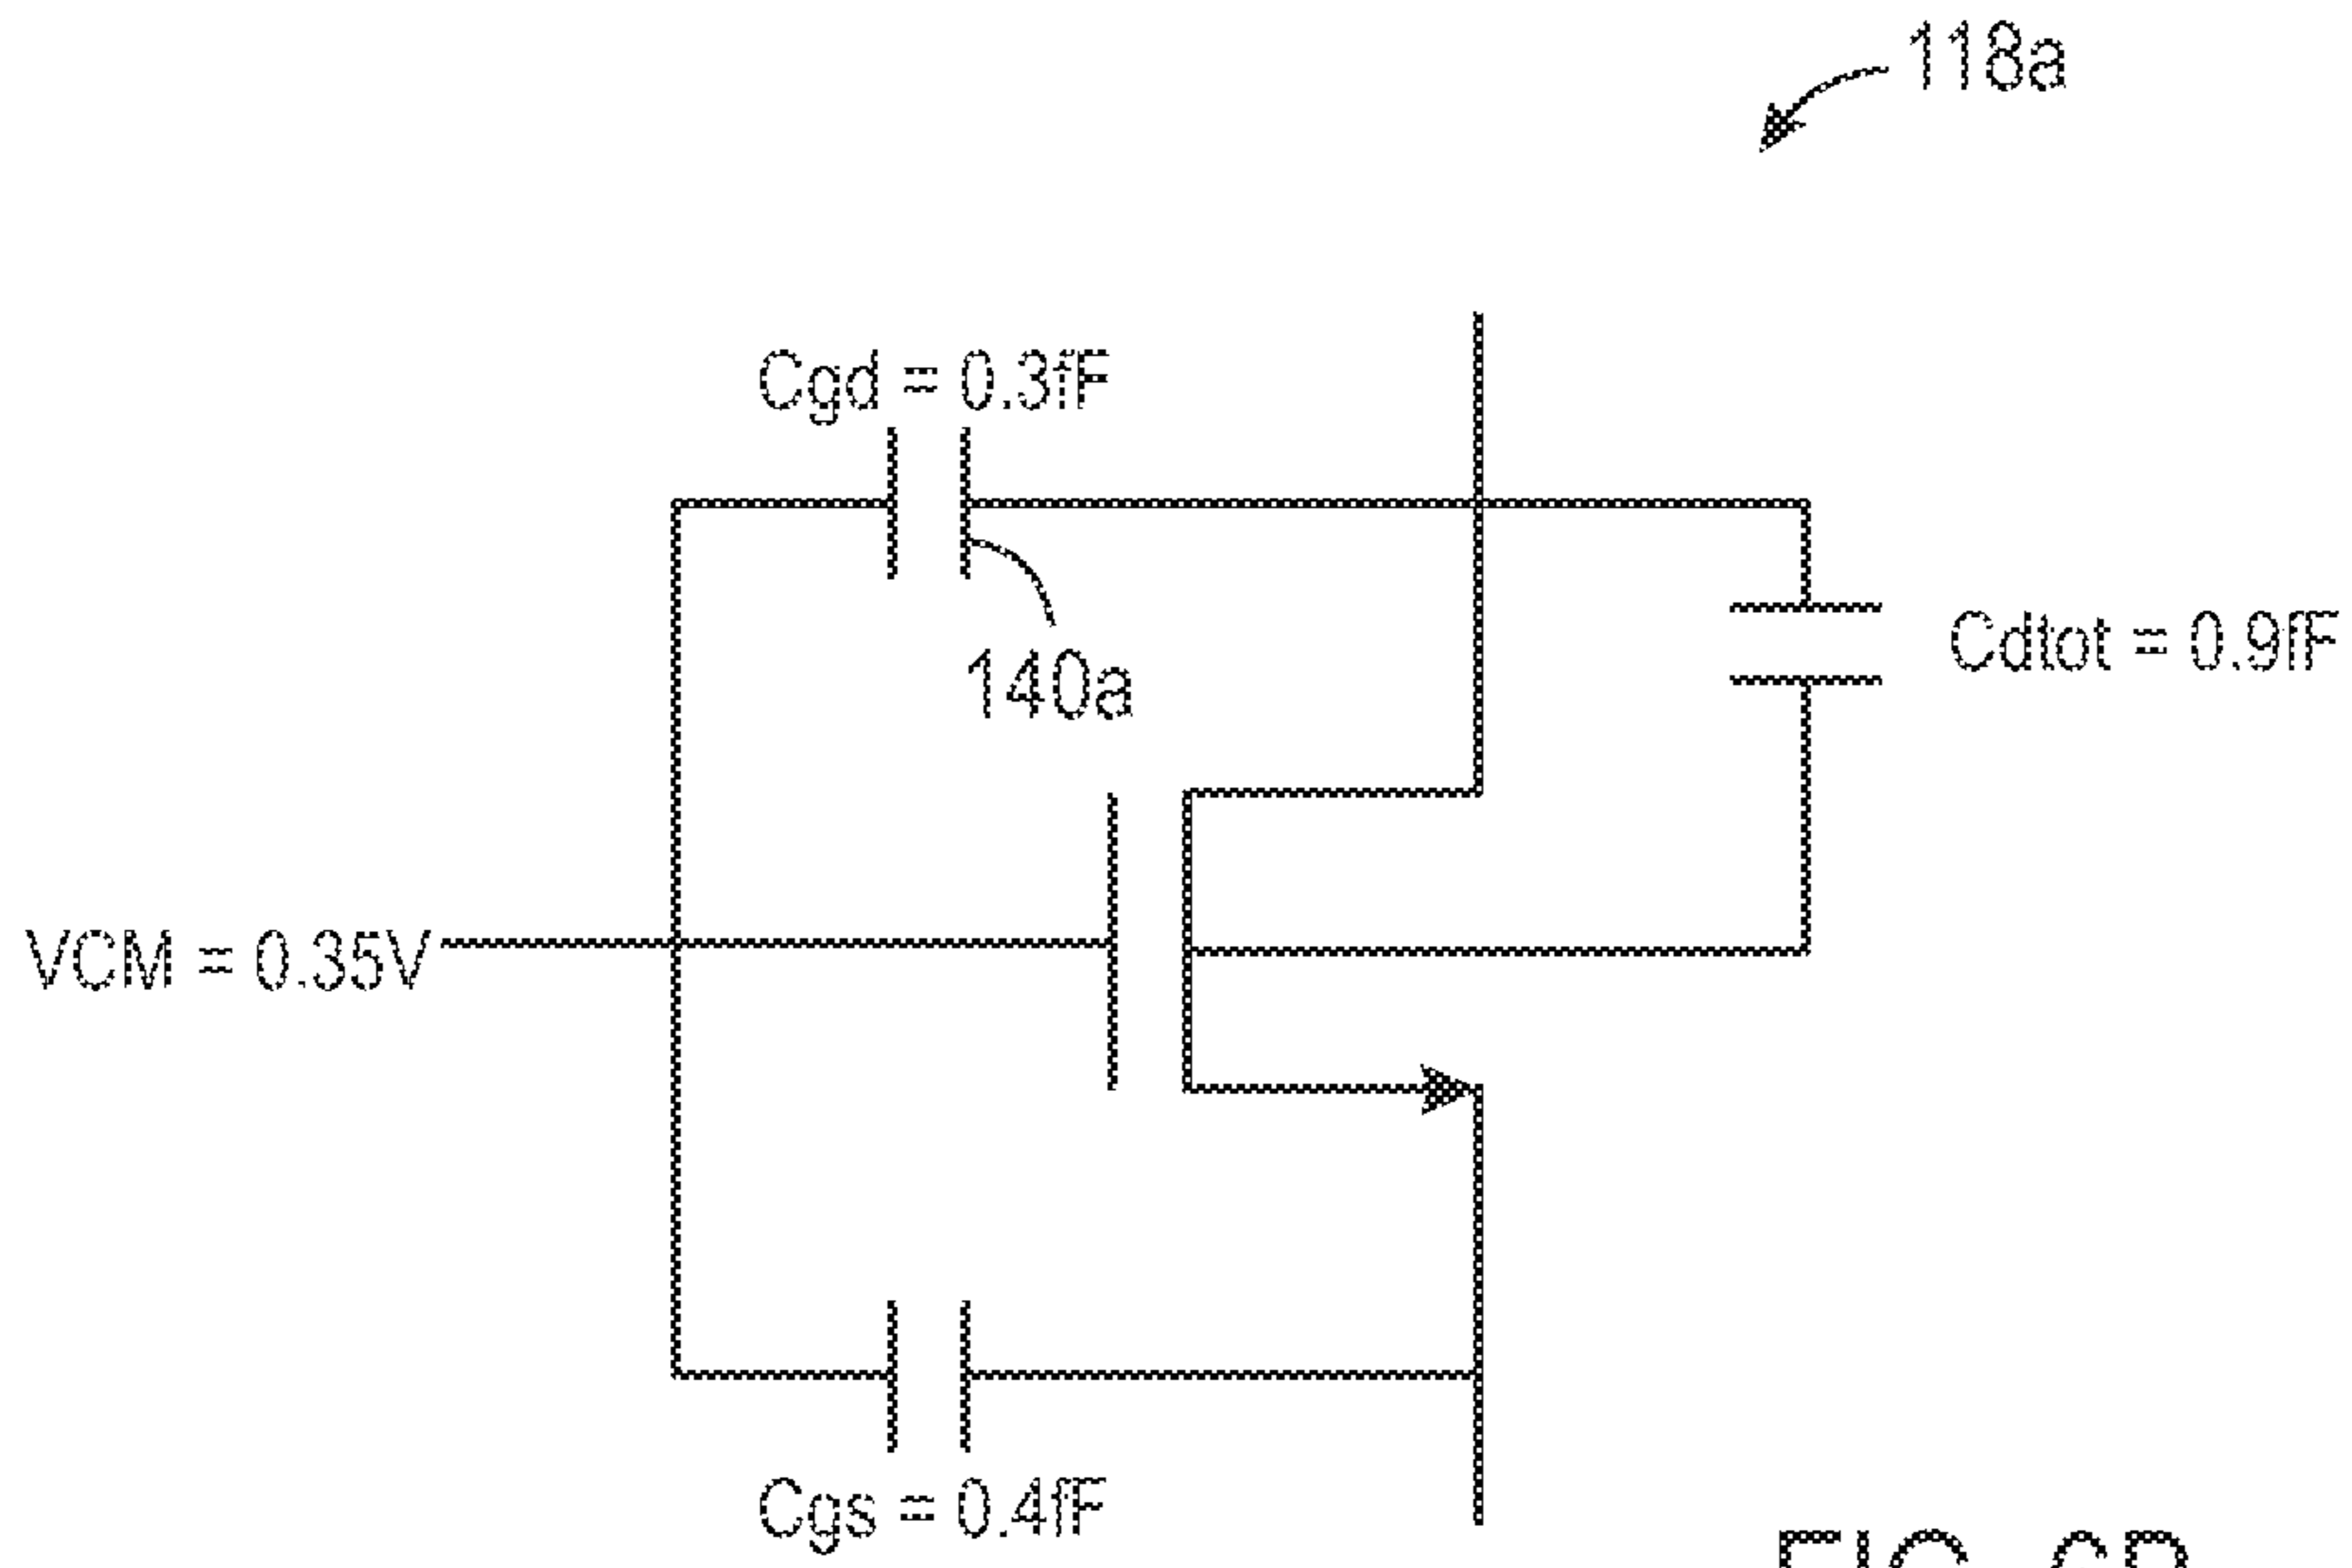 118a
Cgd = 0.3fF
140a
Cdtot = 0.9fF
VCM = 0.35V
Cgs = 0.4fF